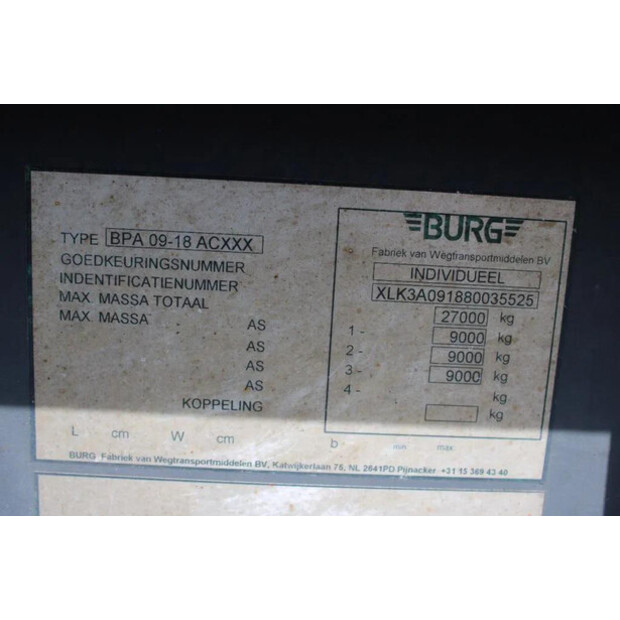 BURG
Fabriek van Wegtransportmiddelen BV
TYPE BPA 09-18 ACXXX
GOEDKEURINGSNUMMER INDIVIDUEEL
INDENTIFICATIENUMMER XLK3A091880035525
MAX. MASSA TOTAAL 27000 kg
MAX. MASSA AS 1 - 9000 kg
AS 2 - 9000 kg
AS 3 - 9000 kg
AS 4 - kg
KOPPELING kg
L cm W cm b - min max
BURG Fabriek van Wegtransportmiddelen BV, Katwijkerlaan 75, NL 2641PD Pijnacker +31 15 369 43 40